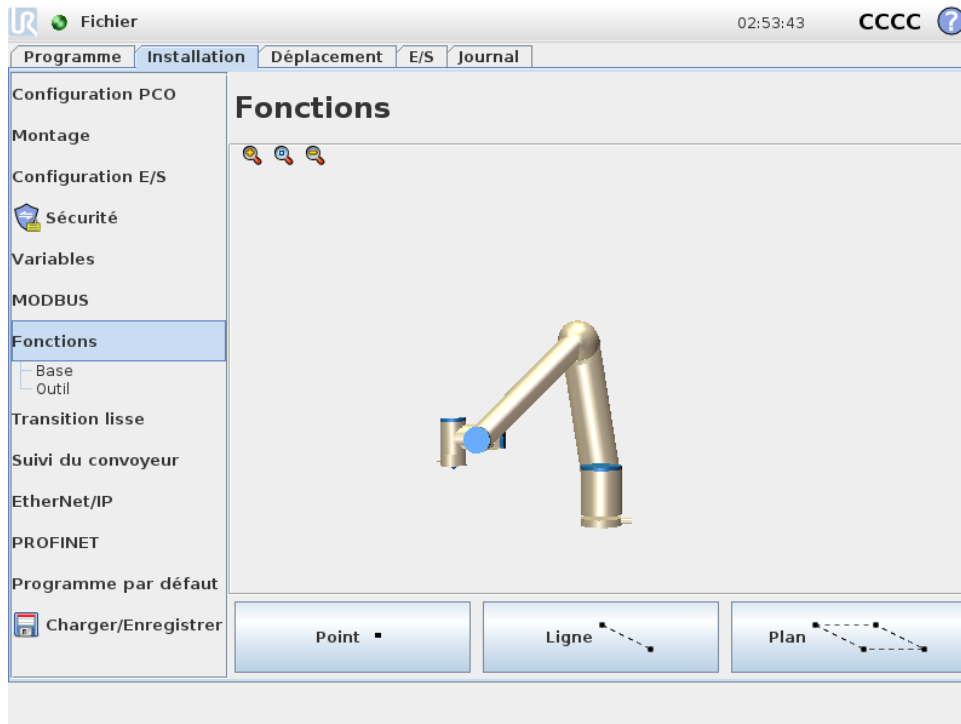 UR Fichier 02:53:43 CCCC ?
Programme Installation Déplacement E/S Journal
Configuration PCO
Montage
Configuration E/S
Sécurité
Variables
MODBUS
Fonctions
Base
Outil
Transition lisse
Suivi du convoyeur
EtherNet/IP
PROFINET
Programme par défaut
Charger/Enregistrer
Fonctions
Point
Ligne
Plan